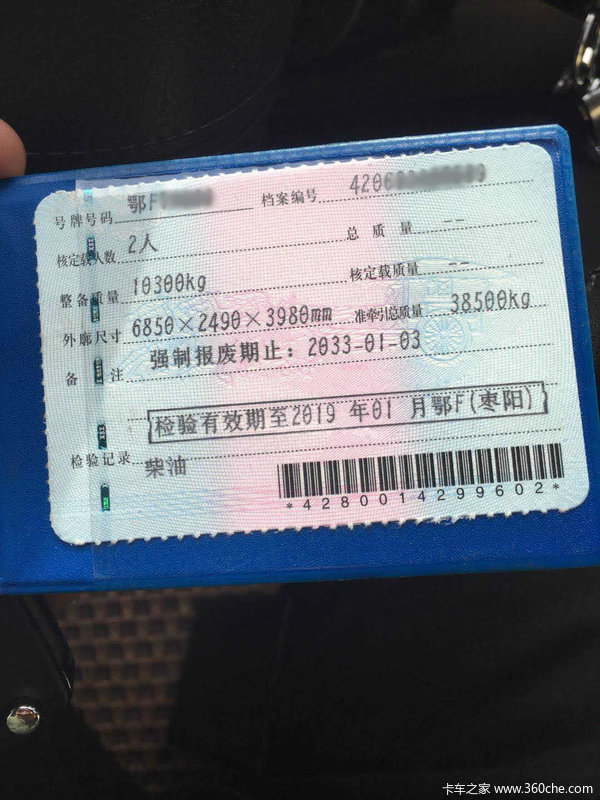 号牌号码 鄂F 档案编号 4206
核定载人数 2人 总质量 --
整备质量 10300kg 核定载质量 --
外廓尺寸 6850×2490×3980mm 准牵引总质量 38500kg
备注 强制报废期止：2033-01-03
检验有效期至2019 年01 月鄂F(枣阳)
检验记录 柴油
*4280014299602*
卡车之家 www.360che.com